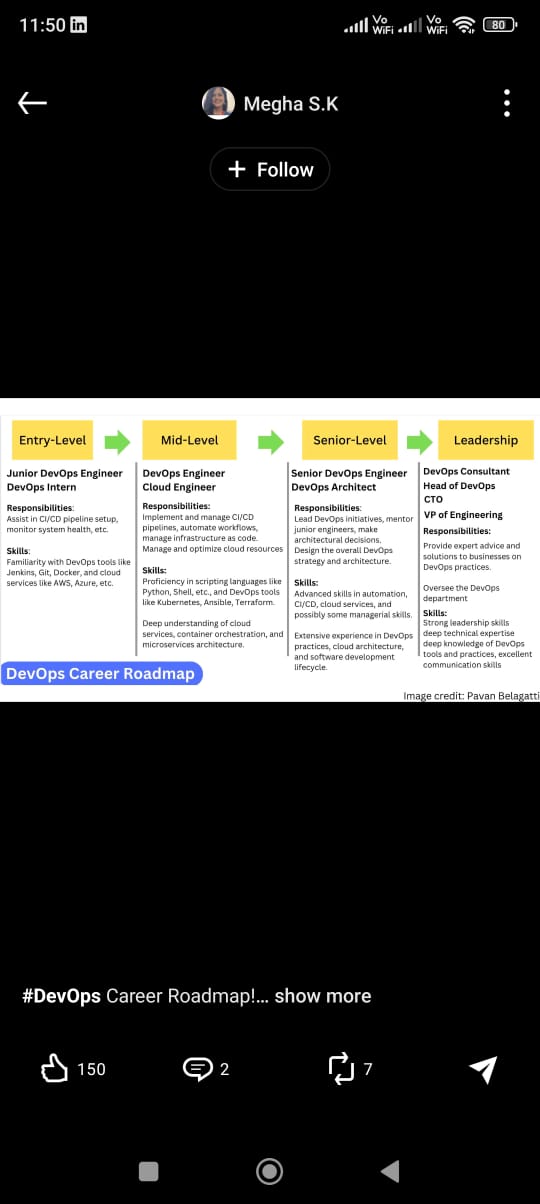 11:50 in
Vo WiFi Vo WiFi 80
Megha S.K
+ Follow
Entry-Level
Mid-Level
Senior-Level
Leadership
Junior DevOps Engineer
DevOps Intern
Responsibilities:
Assist in CI/CD pipeline setup,
monitor system health, etc.
Skills:
Familiarity with DevOps tools like
Jenkins, Git, Docker, and cloud
services like AWS, Azure, etc.
DevOps Engineer
Cloud Engineer
Responsibilities:
Implement and manage CI/CD
pipelines, automate workflows,
manage infrastructure as code.
Manage and optimize cloud resources
Skills:
Proficiency in scripting languages like
Python, Shell, etc., and DevOps tools
like Kubernetes, Ansible, Terraform.
Deep understanding of cloud
services, container orchestration, and
microservices architecture.
Senior DevOps Engineer
DevOps Architect
Responsibilities:
Lead DevOps initiatives, mentor
junior engineers, make
architectural decisions.
Design the overall DevOps
strategy and architecture.
Skills:
Advanced skills in automation,
CI/CD, cloud services, and
possibly some managerial skills.
Extensive experience in DevOps
practices, cloud architecture,
and software development
lifecycle.
DevOps Consultant
Head of DevOps
CTO
VP of Engineering
Responsibilities:
Provide expert advice and
solutions to businesses on
DevOps practices.
Oversee the DevOps
department
Skills:
Strong leadership skills
deep technical expertise
deep knowledge of DevOps
tools and practices, excellent
communication skills
DevOps Career Roadmap
Image credit: Pavan Belagatti
#DevOps Career Roadmap!... show more
150
2
7